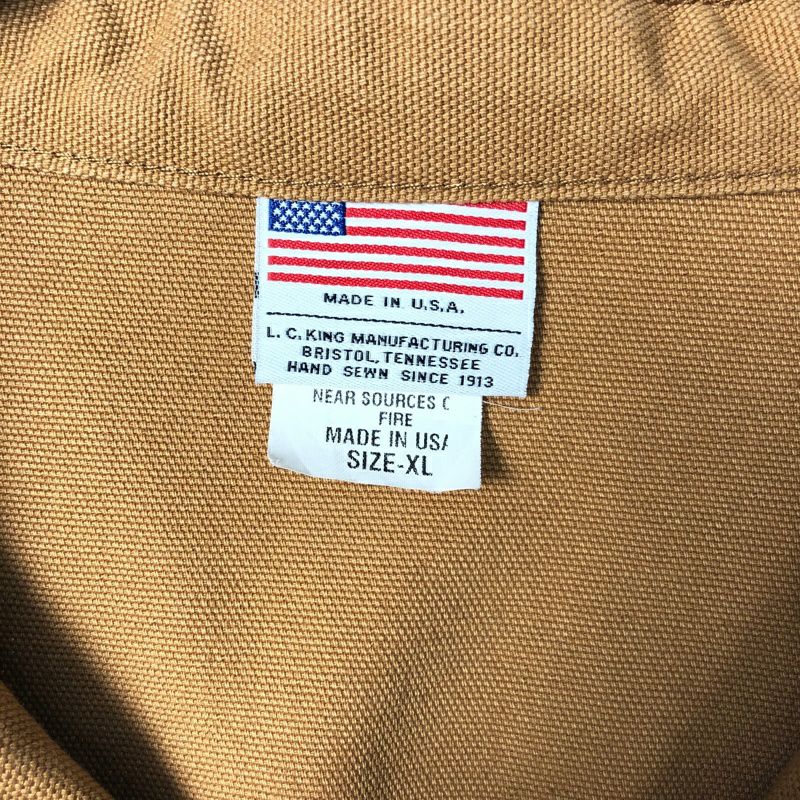 MADE IN U.S.A.
L. C. KING MANUFACTURING CO.
BRISTOL, TENNESSEE
HAND SEWN SINCE 1913
NEAR SOURCES
FIRE
MADE IN USA
SIZE-XL